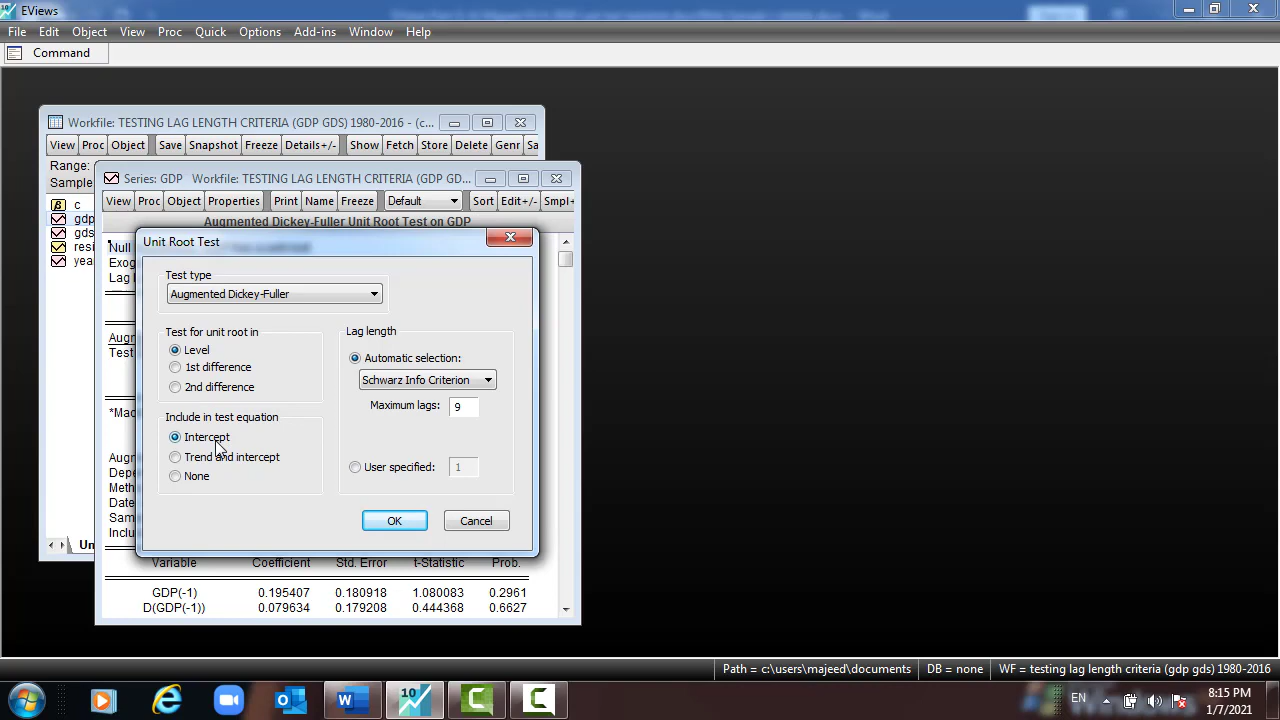 EViews
File Edit Object View Proc Quick Options Add-ins Window Help
Command
Workfile: TESTING LAG LENGTH CRITERIA (GDP GDS) 1980-2016 - (c...
View Proc Object Save Snapshot Freeze Details+/- Show Fetch Store Delete Genr Sa
Range:
Sample
c
gdp
gds
resi
yea
Un
Series: GDP Workfile: TESTING LAG LENGTH CRITERIA (GDP GD...
View Proc Object Properties Print Name Freeze Default Sort Edit+/- Smpl+
Augmented Dickey-Fuller Unit Root Test on GDP
Null
Exog
Lag l
Augn
Test
*Mac
Augn
Depe
Meth
Date
Sam
Inclu
Variable Coefficient Std. Error t-Statistic Prob.
GDP(-1) 0.195407 0.180918 1.080083 0.2961
D(GDP(-1)) 0.079634 0.179208 0.444368 0.6627
Unit Root Test
Test type
Augmented Dickey-Fuller
Test for unit root in
Level
1st difference
2nd difference
Include in test equation
Intercept
Trend and intercept
None
Lag length
Automatic selection:
Schwarz Info Criterion
Maximum lags: 9
User specified: 1
OK Cancel
Path = c:\users\majeed\documents DB = none WF = testing lag length criteria (gdp gds) 1980-2016
10
EN
8:15 PM
1/7/2021